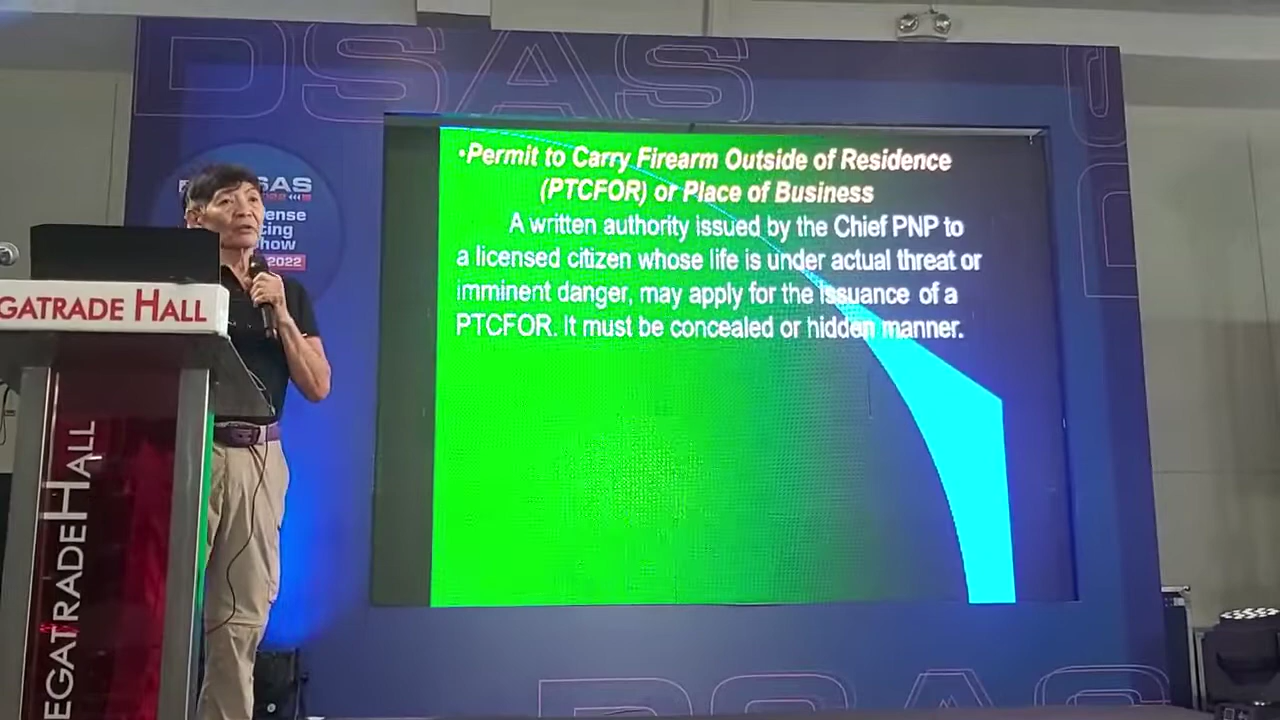 DSAS
•Permit to Carry Firearm Outside of Residence
(PTCFOR) or Place of Business
A written authority issued by the Chief PNP to
a licensed citizen whose life is under actual threat or
imminent danger, may apply for the issuance of a
PTCFOR. It must be concealed or hidden manner.
SAS
2022
GATRADE HALL
EGATRADE HALL
DSAS